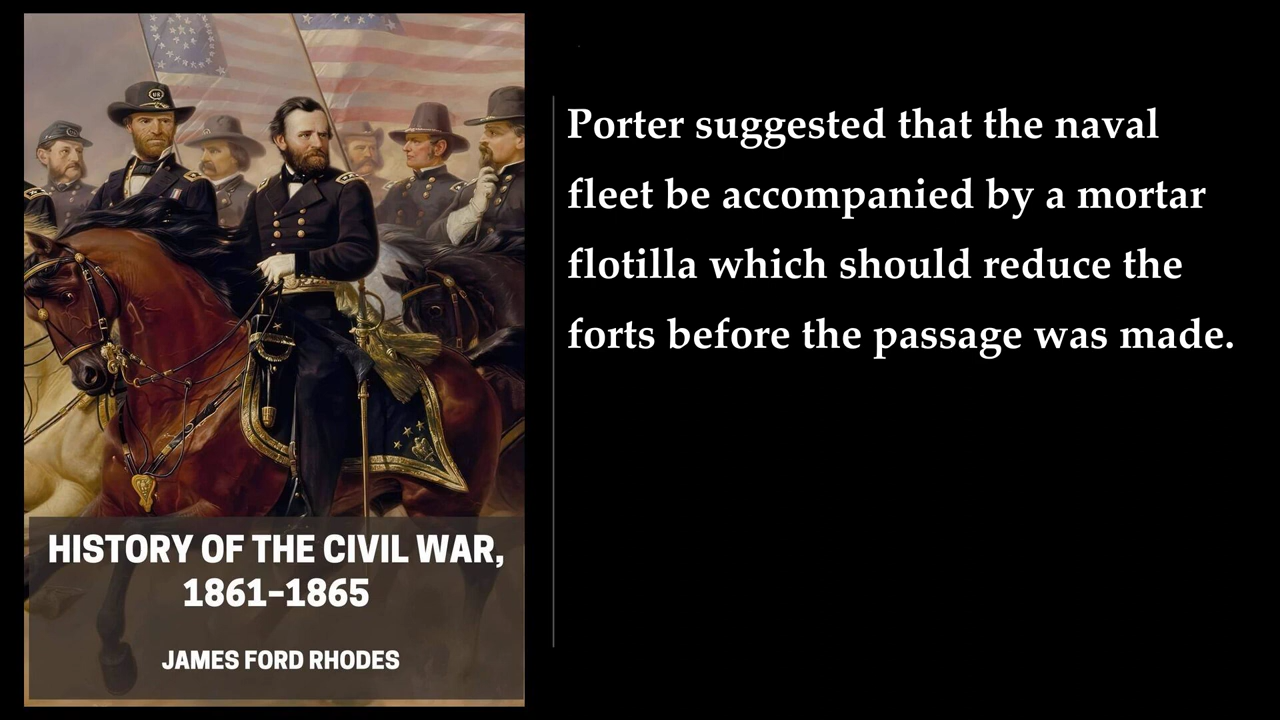 HISTORY OF THE CIVIL WAR,
1861–1865
JAMES FORD RHODES
Porter suggested that the naval
fleet be accompanied by a mortar
flotilla which should reduce the
forts before the passage was made.